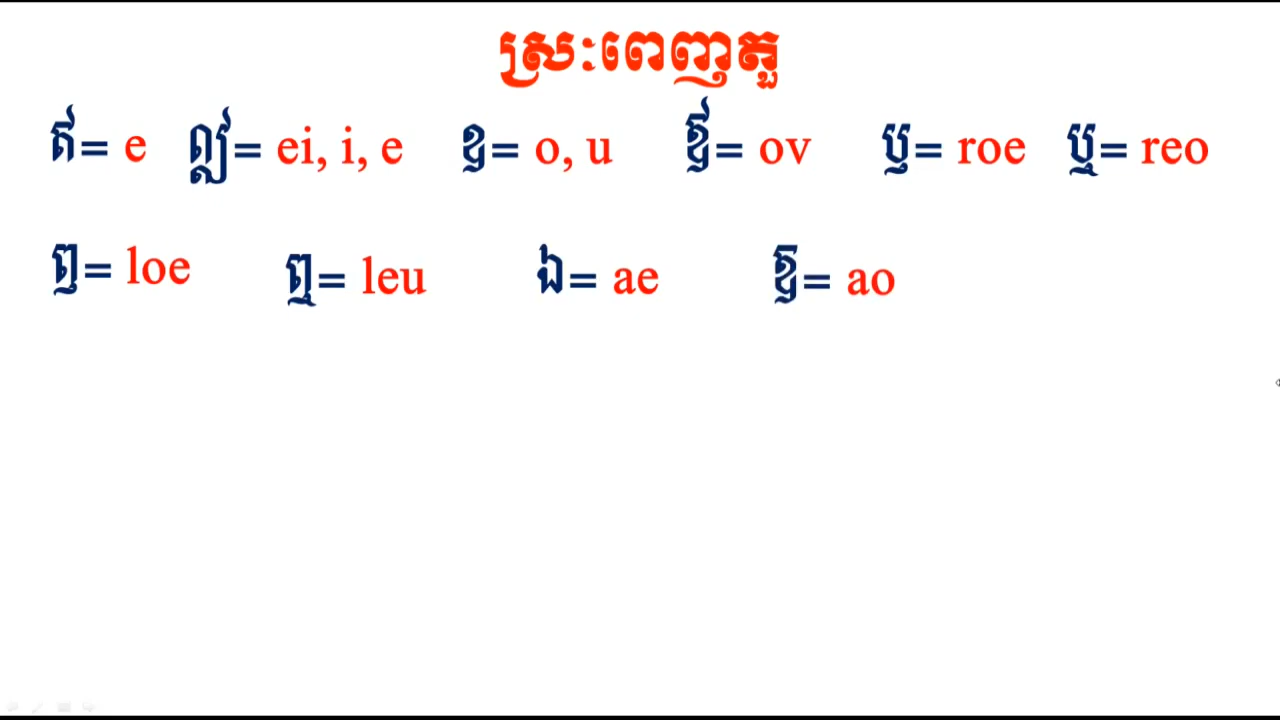 ស្រៈពេញតួ
ឥ= e ឦ= ei, i, e ឧ= o, u ឪ= ov ឫ= roe ឬ= reo
ឭ= loe ឮ= leu ឯ= ae ឱ= ao